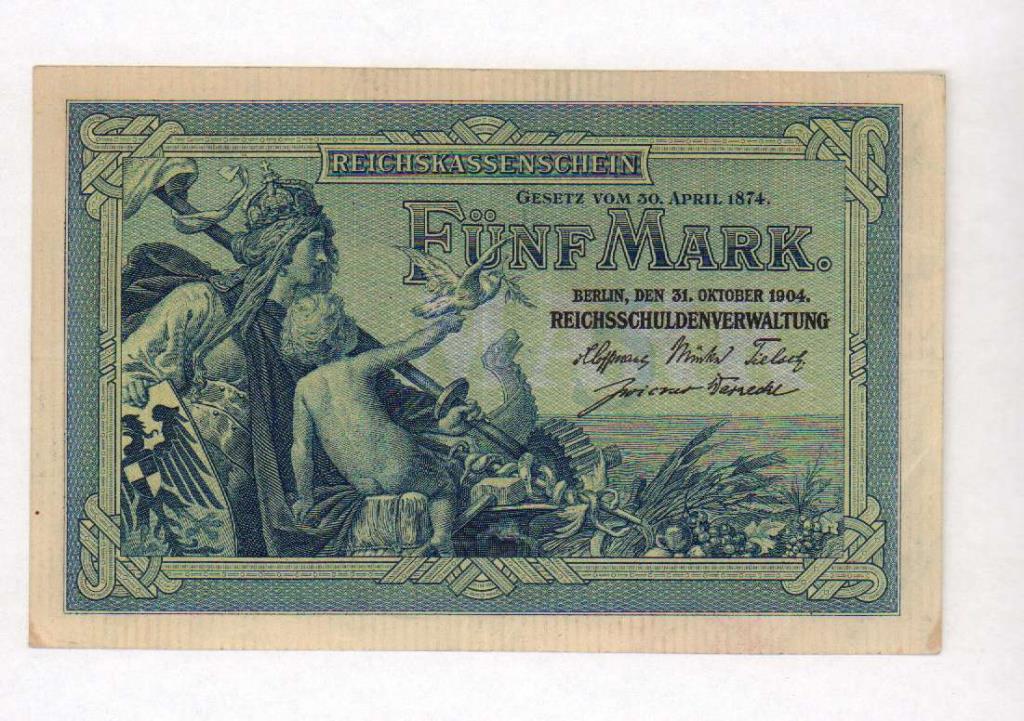 REICHSKASSENSCHEIN
GESETZ VOM 30. APRIL 1874.
FÜNF MARK.
BERLIN, DEN 31. OKTOBER 1904.
REICHSSCHULDENVERWALTUNG